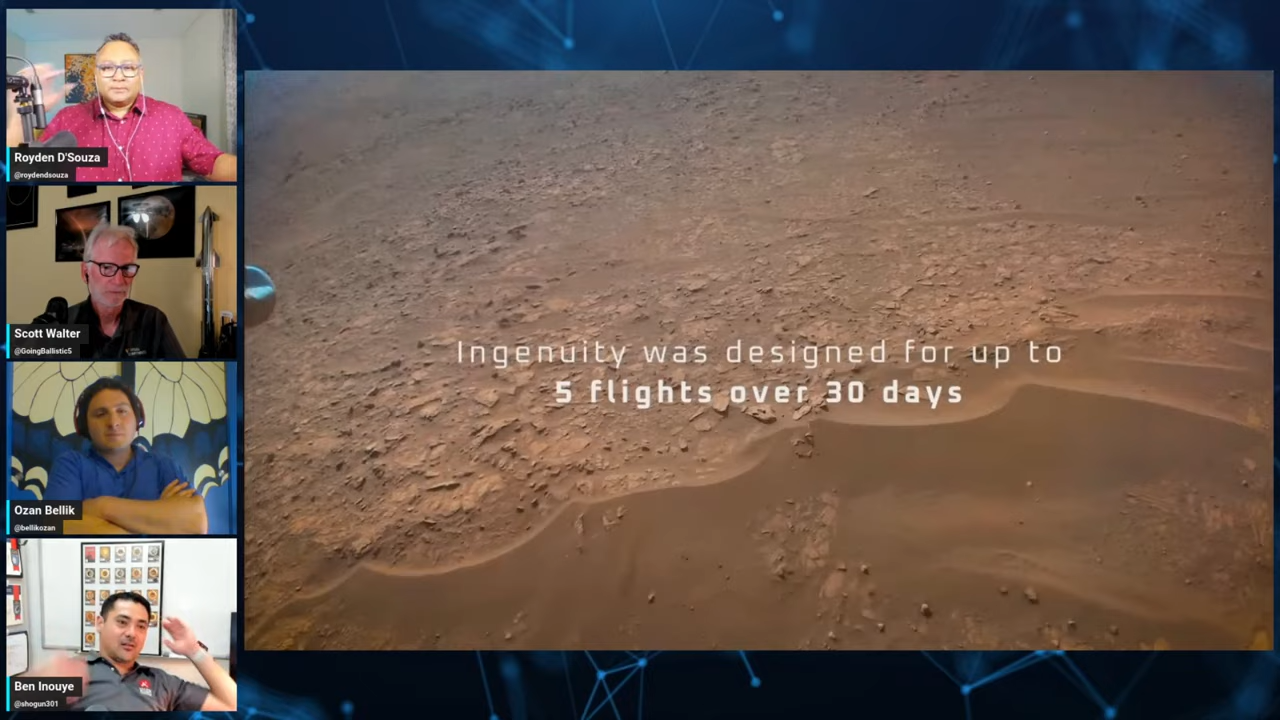 Royden D'Souza
@roydendsouza
Scott Walter
@GoingBallistic5
Ozan Bellik
@bellikozan
Ben Inouye
@shogun301
Ingenuity was designed for up to
5 flights over 30 days